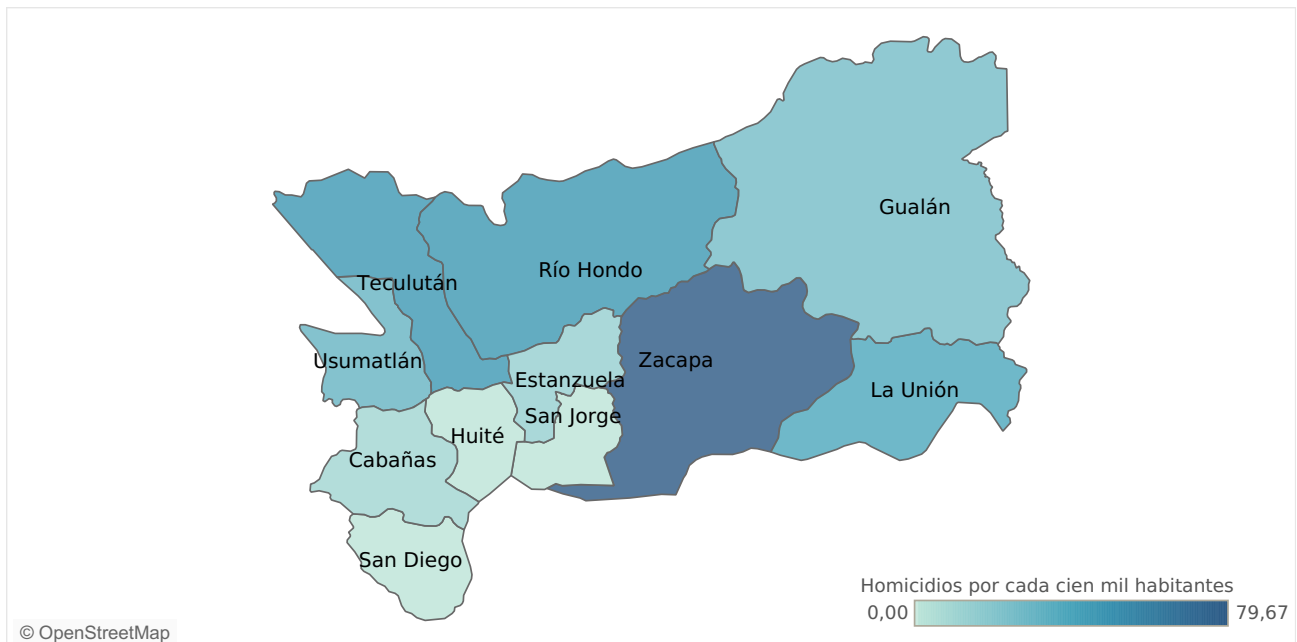 Gualán
Río Hondo
Teculután
Usumatlán
Zacapa
Estanzuela
La Unión
San Jorge
Huité
Cabañas
San Diego
Homicidios por cada cien mil habitantes
0,00 79,67
© OpenStreetMap